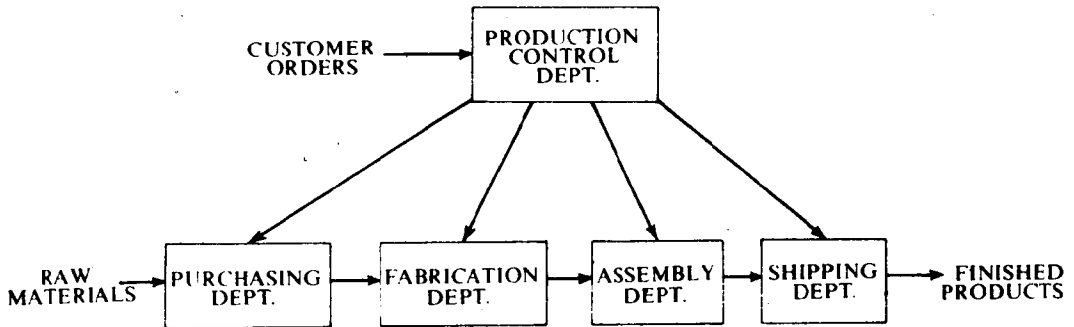 CUSTOMER
ORDERS
PRODUCTION
CONTROL
DEPT.
RAW
MATERIALS
PURCHASING
DEPT.
FABRICATION
DEPT.
ASSEMBLY
DEPT.
SHIPPING
DEPT.
FINISHED
PRODUCTS